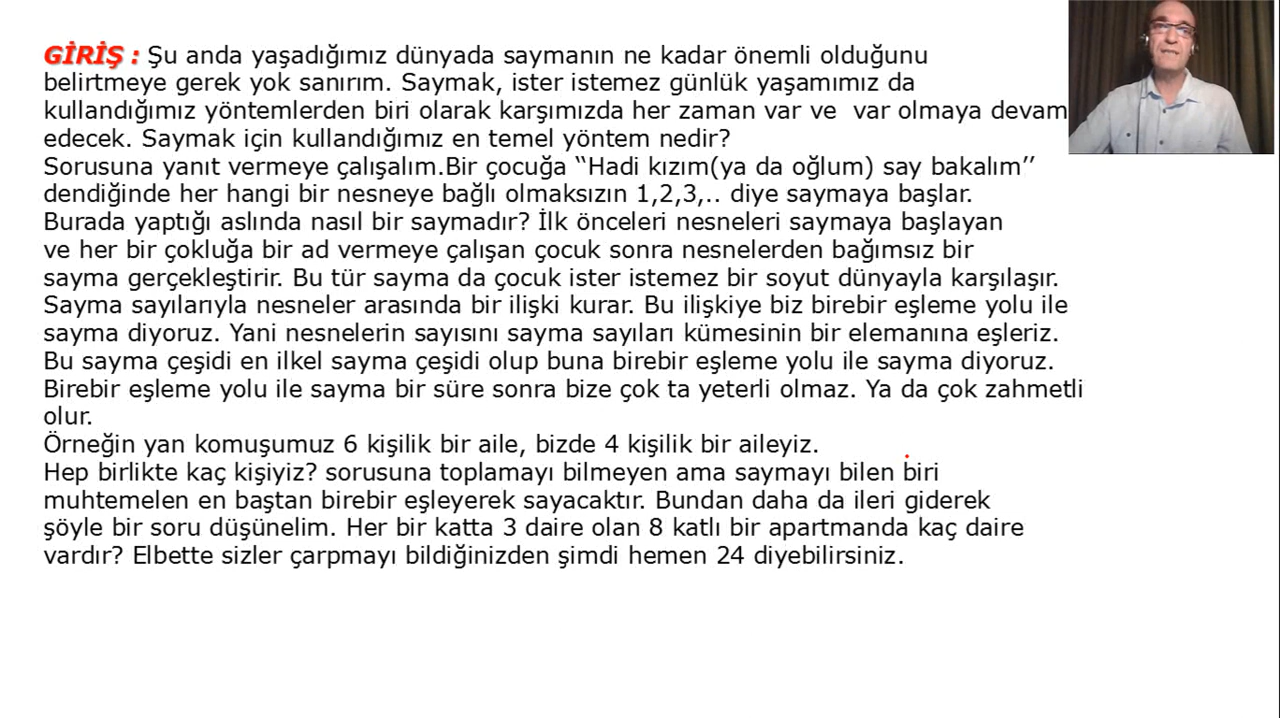 GİRİŞ : Şu anda yaşadığımız dünyada saymanın ne kadar önemli olduğunu
belirtmeye gerek yok sanırım. Saymak, ister istemez günlük yaşamımız da
kullandığımız yöntemlerden biri olarak karşımızda her zaman var ve  var olmaya devam
edecek. Saymak için kullandığımız en temel yöntem nedir?
Sorusuna yanıt vermeye çalışalım.Bir çocuğa ‘‘Hadi kızım(ya da oğlum) say bakalım’’
dendiğinde her hangi bir nesneye bağlı olmaksızın 1,2,3,.. diye saymaya başlar.
Burada yaptığı aslında nasıl bir saymadır? İlk önceleri nesneleri saymaya başlayan
ve her bir çokluğa bir ad vermeye çalışan çocuk sonra nesnelerden bağımsız bir
sayma gerçekleştirir. Bu tür sayma da çocuk ister istemez bir soyut dünyayla karşılaşır.
Sayma sayılarıyla nesneler arasında bir ilişki kurar. Bu ilişkiye biz birebir eşleme yolu ile
sayma diyoruz. Yani nesnelerin sayısını sayma sayıları kümesinin bir elemanına eşleriz.
Bu sayma çeşidi en ilkel sayma çeşidi olup buna birebir eşleme yolu ile sayma diyoruz.
Birebir eşleme yolu ile sayma bir süre sonra bize çok ta yeterli olmaz. Ya da çok zahmetli
olur.
Örneğin yan komuşumuz 6 kişilik bir aile, bizde 4 kişilik bir aileyiz.
Hep birlikte kaç kişiyiz? sorusuna toplamayı bilmeyen ama saymayı bilen biri
muhtemelen en baştan birebir eşleyerek sayacaktır. Bundan daha da ileri giderek
şöyle bir soru düşünelim. Her bir katta 3 daire olan 8 katlı bir apartmanda kaç daire
vardır? Elbette sizler çarpmayı bildiğinizden şimdi hemen 24 diyebilirsiniz.